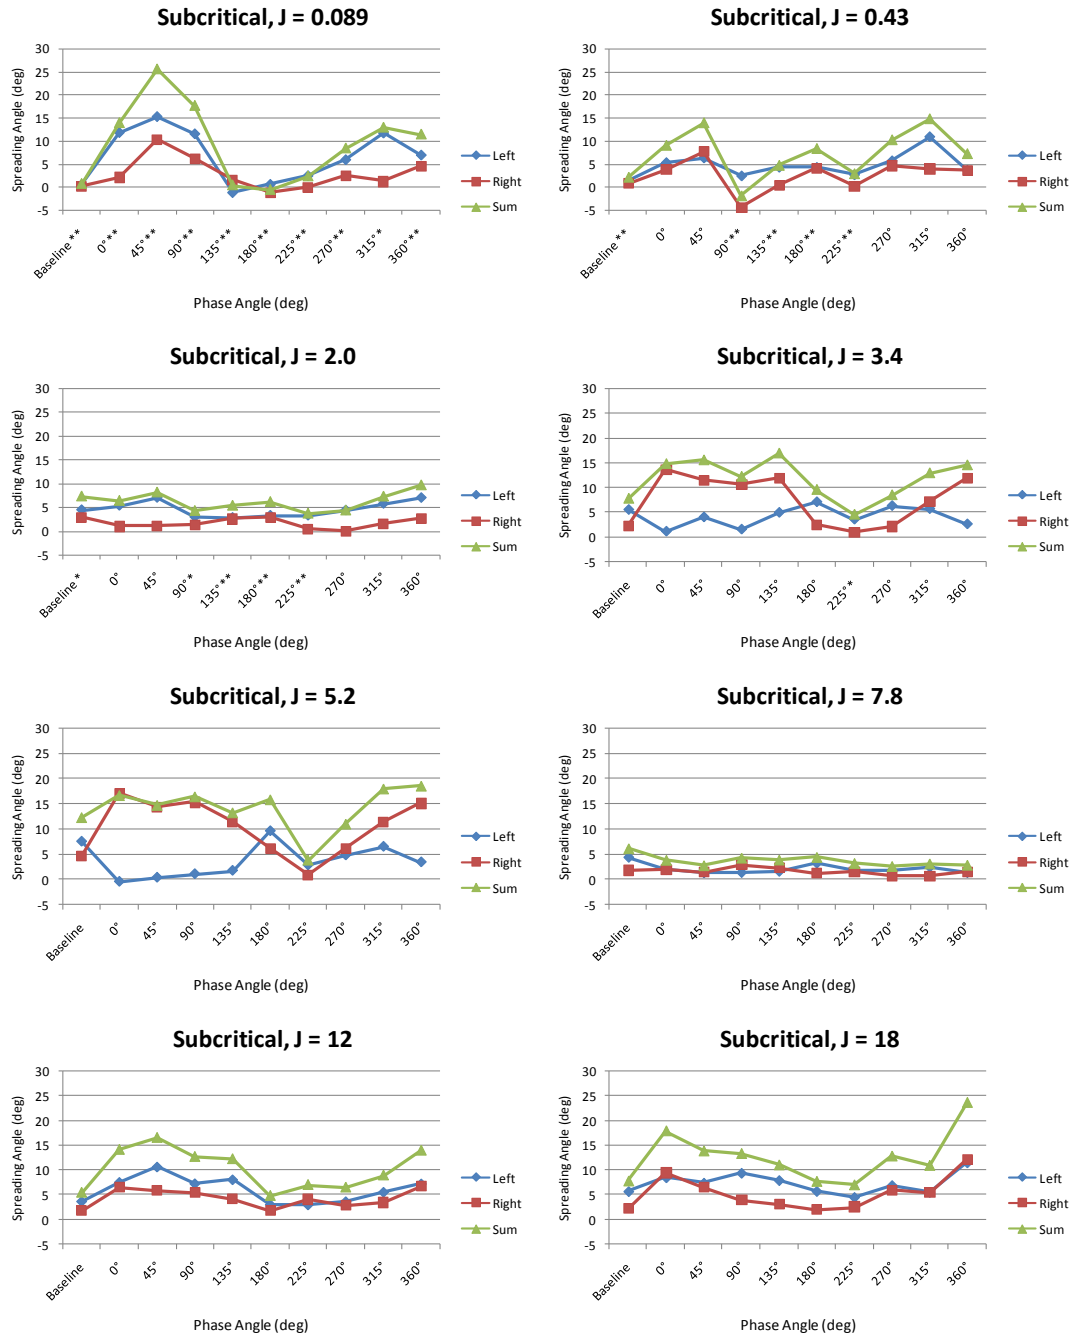 Subcritical, J = 0.089
30
25
20
15
10
5
0
-5
Spreading Angle (deg)
Baseline **
0°**
45°**
90°**
135°**
180°**
225°**
270°**
315°*
360°**
Phase Angle (deg)
Left
Right
Sum
Subcritical, J = 0.43
30
25
20
15
10
5
0
-5
Spreading Angle (deg)
Baseline **
0°
45°
90°**
135°**
180°**
225°**
270°
315°
360°
Phase Angle (deg)
Left
Right
Sum
Subcritical, J = 2.0
30
25
20
15
10
5
0
-5
Spreading Angle (deg)
Baseline *
0°
45°
90°*
135°**
180°**
225°**
270°
315°
360°
Phase Angle (deg)
Left
Right
Sum
Subcritical, J = 3.4
30
25
20
15
10
5
0
-5
Spreading Angle (deg)
Baseline
0°
45°
90°
135°
180°
225°*
270°
315°
360°
Phase Angle (deg)
Left
Right
Sum
Subcritical, J = 5.2
30
25
20
15
10
5
0
-5
Spreading Angle (deg)
Baseline
0°
45°
90°
135°
180°
225°
270°
315°
360°
Phase Angle (deg)
Left
Right
Sum
Subcritical, J = 7.8
30
25
20
15
10
5
0
-5
Spreading Angle (deg)
Baseline
0°
45°
90°
135°
180°
225°
270°
315°
360°
Phase Angle (deg)
Left
Right
Sum
Subcritical, J = 12
30
25
20
15
10
5
0
-5
Spreading Angle (deg)
Baseline
0°
45°
90°
135°
180°
225°
270°
315°
360°
Phase Angle (deg)
Left
Right
Sum
Subcritical, J = 18
30
25
20
15
10
5
0
-5
Spreading Angle (deg)
Baseline
0°
45°
90°
135°
180°
225°
270°
315°
360°
Phase Angle (deg)
Left
Right
Sum